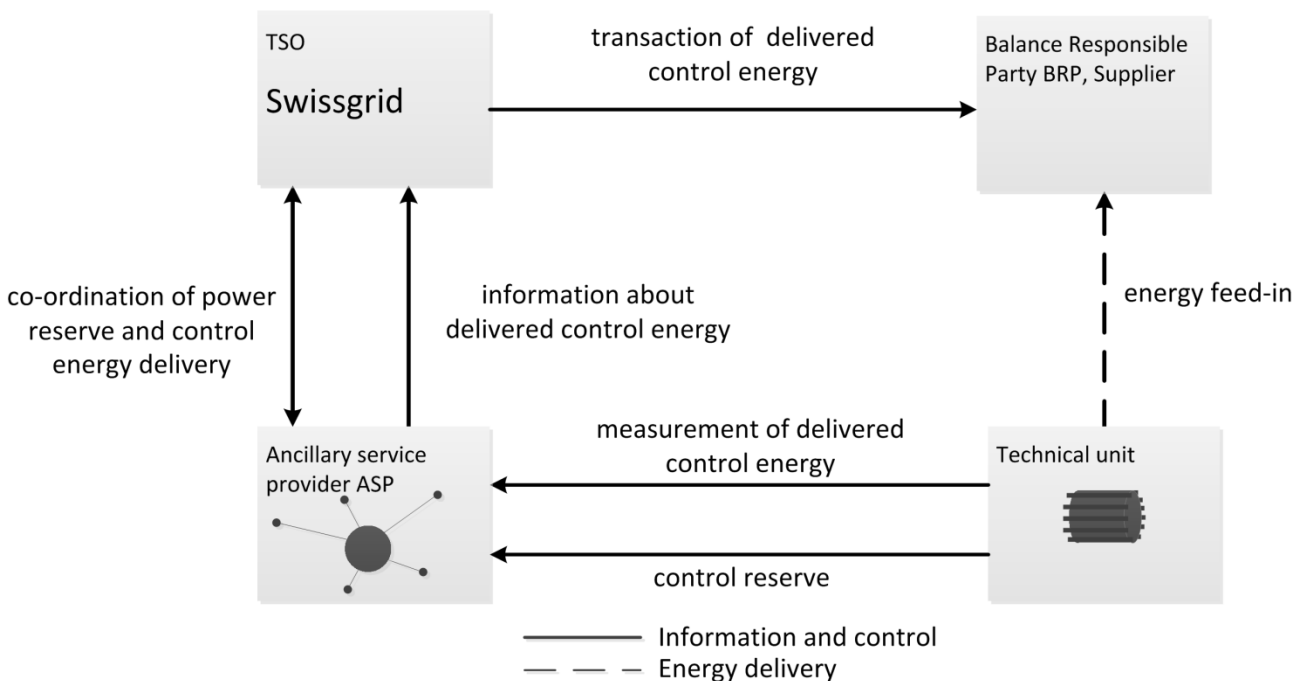 TSO
Swissgrid
transaction of delivered
control energy
Balance Responsible
Party BRP, Supplier
co-ordination of power
reserve and control
energy delivery
information about
delivered control energy
energy feed-in
Ancillary service
provider ASP
measurement of delivered
control energy
Technical unit
control reserve
Information and control
Energy delivery